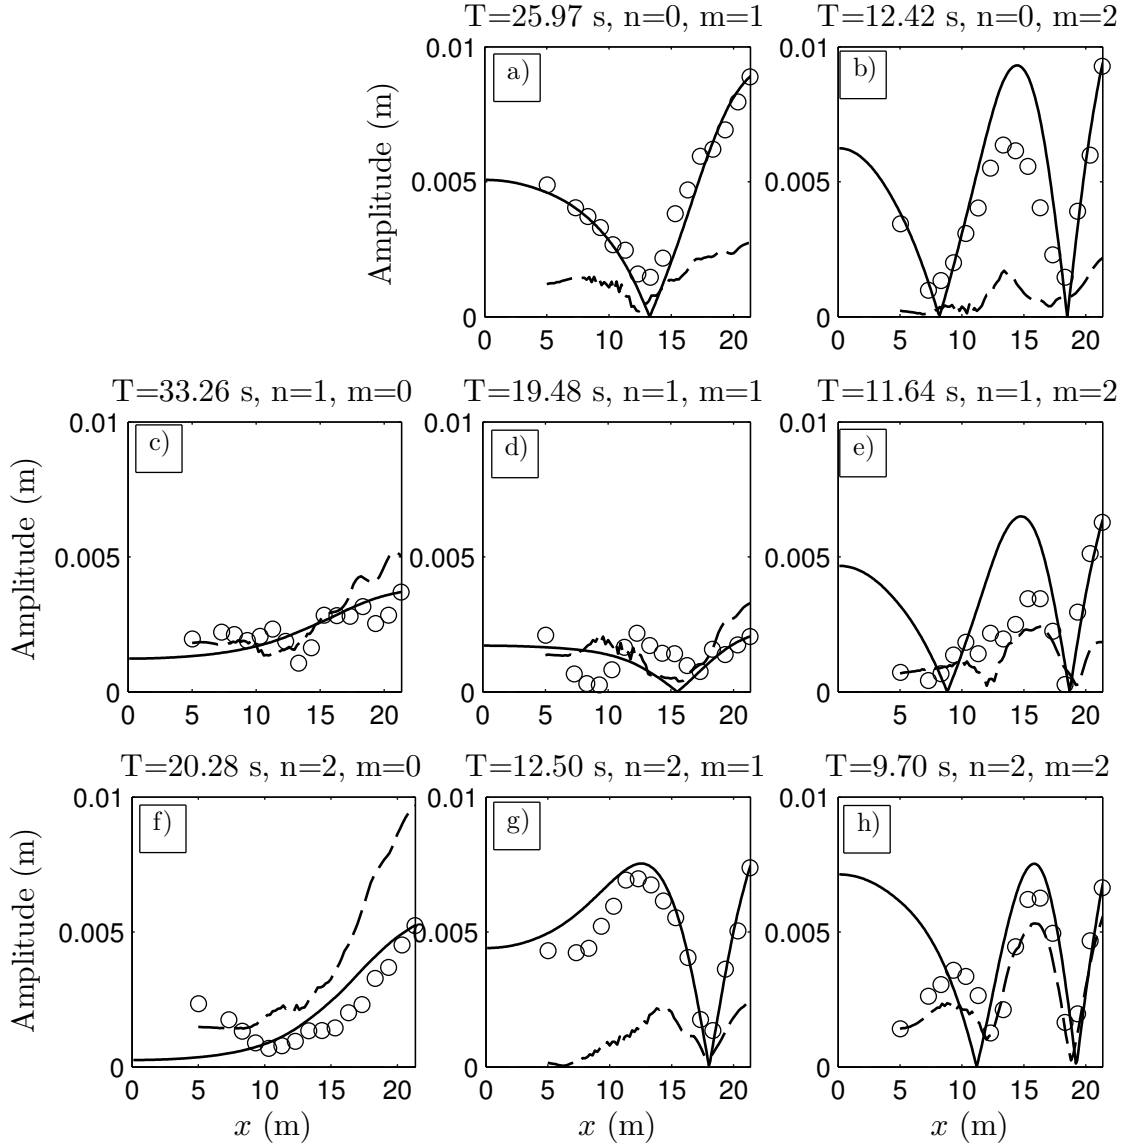 T=25.97 s, n=0, m=1
T=12.42 s, n=0, m=2
a)
b)
0.01
0.01
Amplitude (m)
0.005
0.005
0
0
0 5 10 15 20
0 5 10 15 20
T=33.26 s, n=1, m=0
T=19.48 s, n=1, m=1
T=11.64 s, n=1, m=2
c)
d)
e)
0.01
0.01
0.01
Amplitude (m)
0.005
0.005
0.005
0
0
0
0 5 10 15 20
0 5 10 15 20
0 5 10 15 20
T=20.28 s, n=2, m=0
T=12.50 s, n=2, m=1
T=9.70 s, n=2, m=2
f)
g)
h)
0.01
0.01
0.01
Amplitude (m)
0.005
0.005
0.005
0
0
0
0 5 10 15 20
0 5 10 15 20
0 5 10 15 20
x (m)
x (m)
x (m)